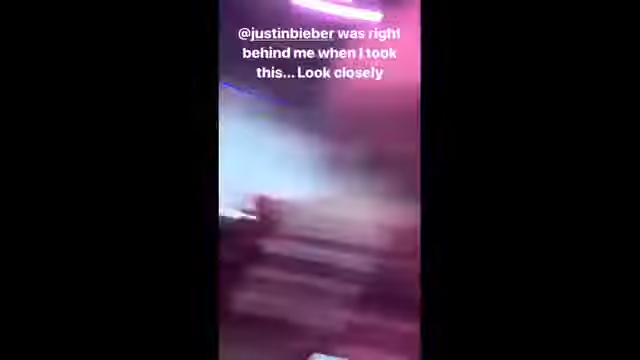 @justinbieber was right
behind me when I took
this... Look closely